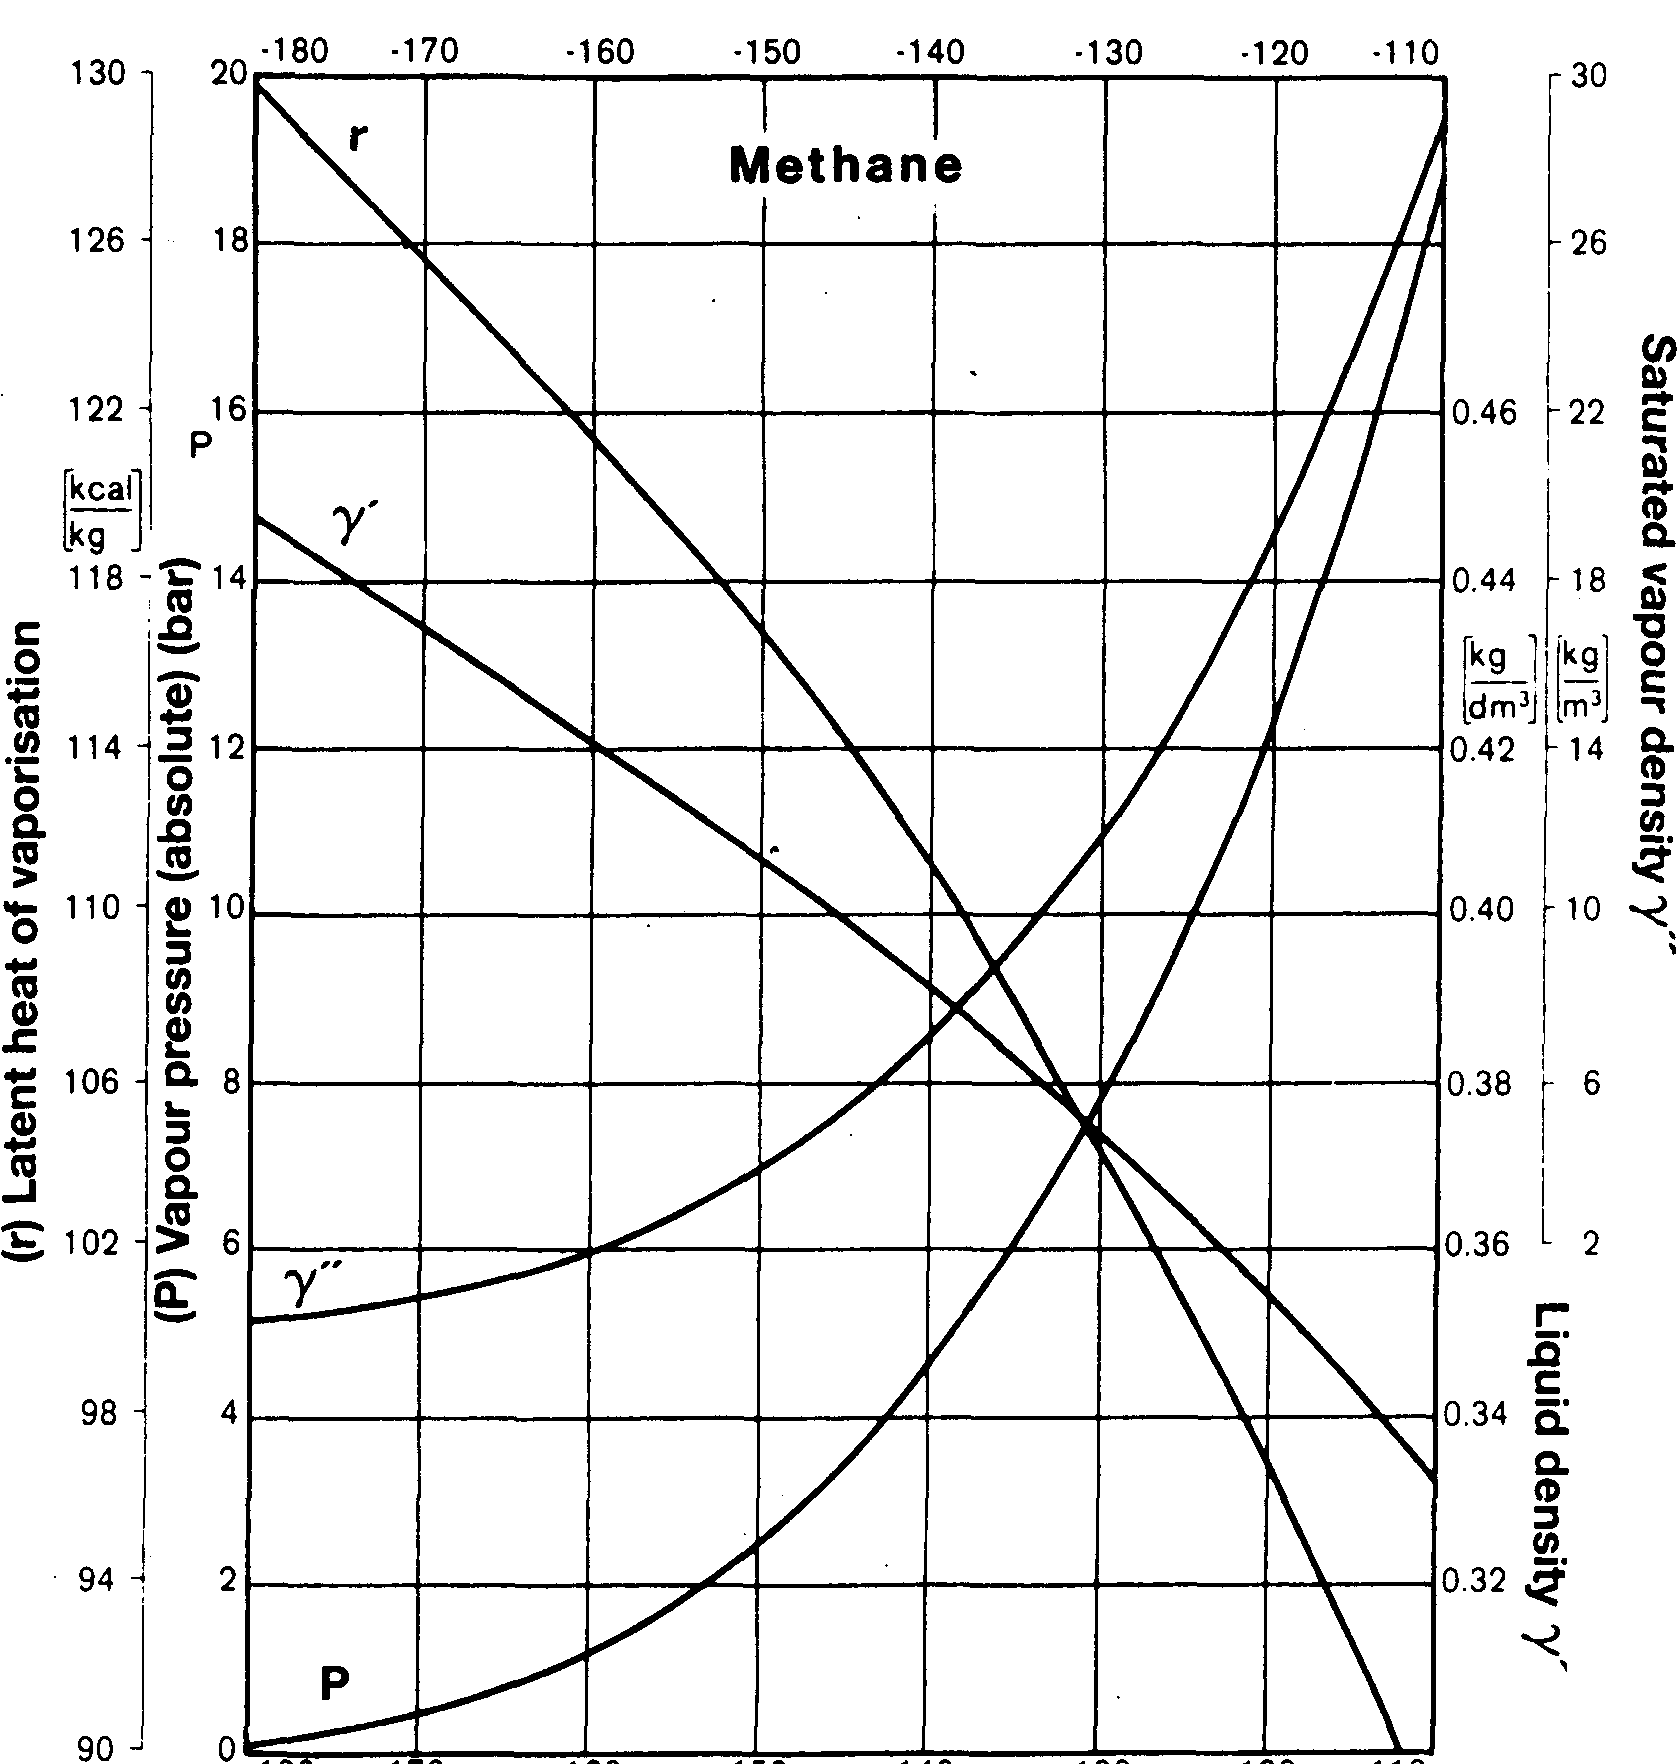 -180 -170 -160 -150 -140 -130 -120 -110
130 20 30
r
Methane
126 18 26
122 16 0.46 22
P
kcal
kg
γ′
118 14 0.44 18
kg
dm³
kg
m³
114 12 0.42 14
110 10 0.40 10
106 8 0.38 6
102 6 0.36 2
γ′′
98 4 0.34
94 2 0.32
P
90 0
(r) Latent heat of vaporisation
(P) Vapour pressure (absolute) (bar)
Saturated vapour density γ′′
Liquid density γ′